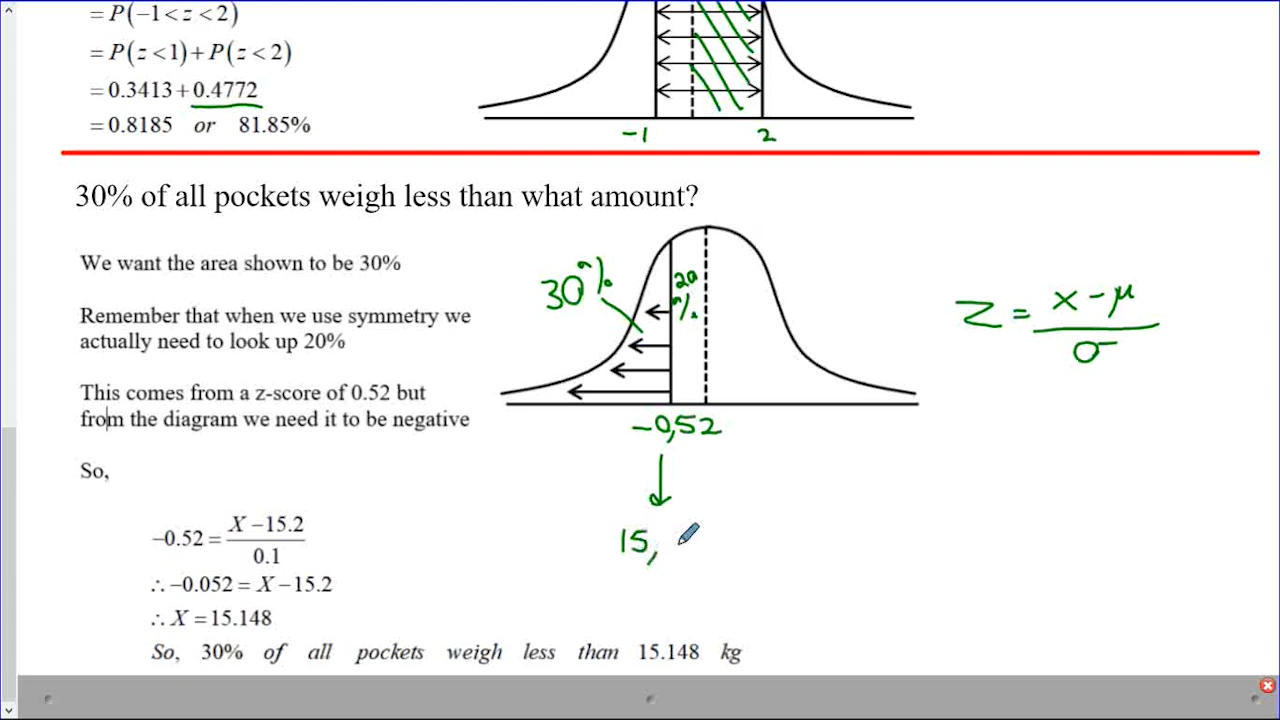 = P(−1 < z < 2)
= P(z < 1) + P(z < 2)
= 0.3413 + 0.4772
= 0.8185 or 81.85%
−1
2
30% of all pockets weigh less than what amount?
We want the area shown to be 30%
Remember that when we use symmetry we
actually need to look up 20%
This comes from a z-score of 0.52 but
from the diagram we need it to be negative
So,
−0.52 = (X − 15.2) / 0.1
∴ −0.052 = X − 15.2
∴ X = 15.148
So, 30% of all pockets weigh less than 15.148 kg
30%
20
%
−0,52
15,
Z = (x − μ) / σ